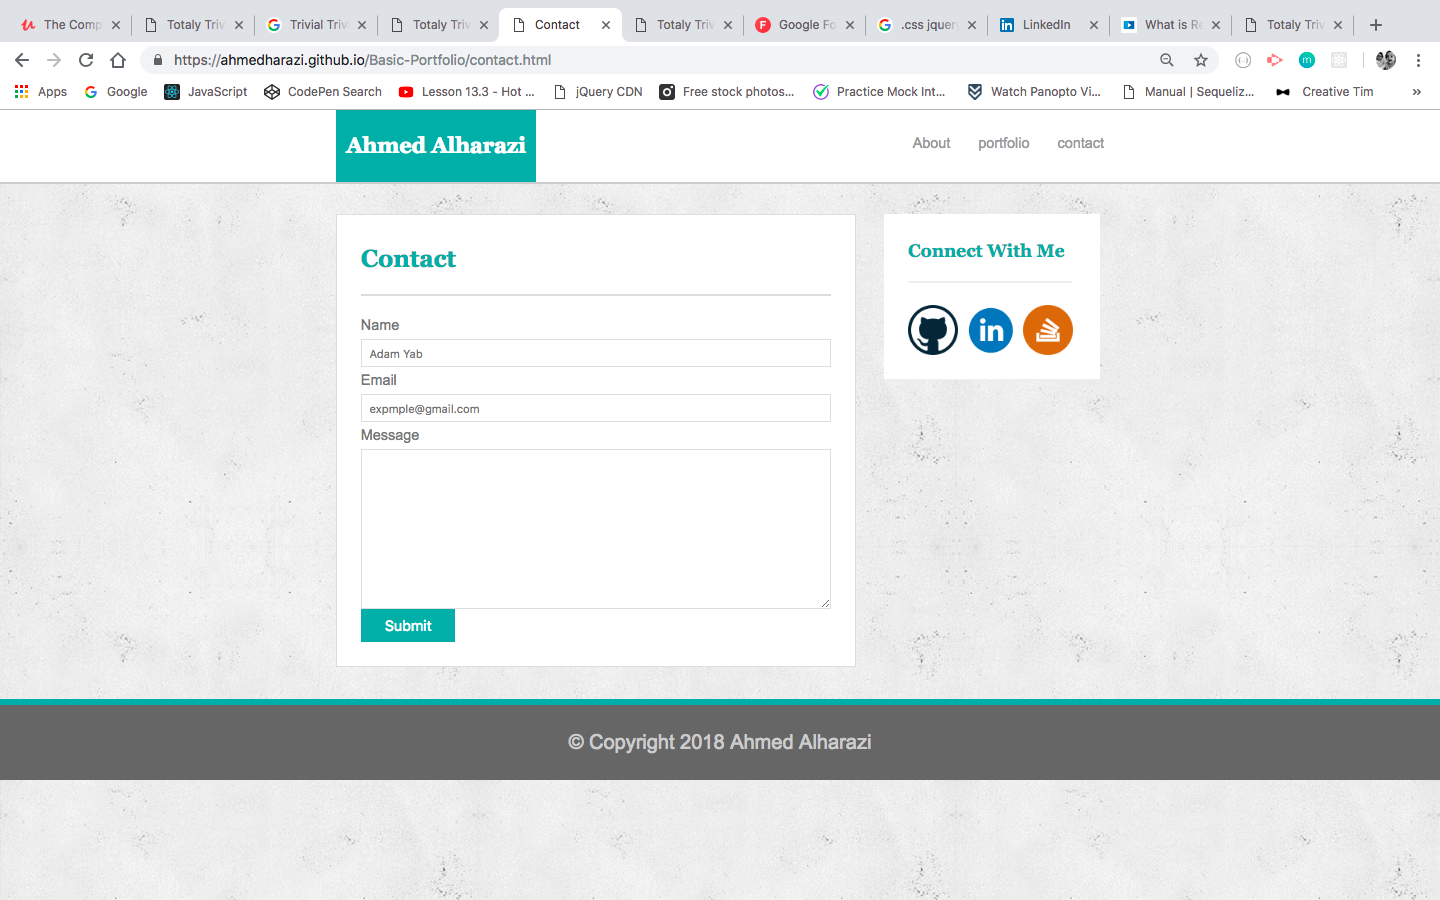 The Comp Totaly Triv Trivial Triv Totaly Triv Contact Totaly Triv Google Fo .css jquery LinkedIn What is Re Totaly Triv
https://ahmedharazi.github.io/Basic-Portfolio/contact.html
Apps Google JavaScript CodePen Search Lesson 13.3 - Hot ... jQuery CDN Free stock photos... Practice Mock Int... Watch Panopto Vi... Manual | Sequeliz... Creative Tim »
Ahmed Alharazi About portfolio contact
Contact
Name
Adam Yab
Email
expmple@gmail.com
Message
Submit
Connect With Me
in
© Copyright 2018 Ahmed Alharazi